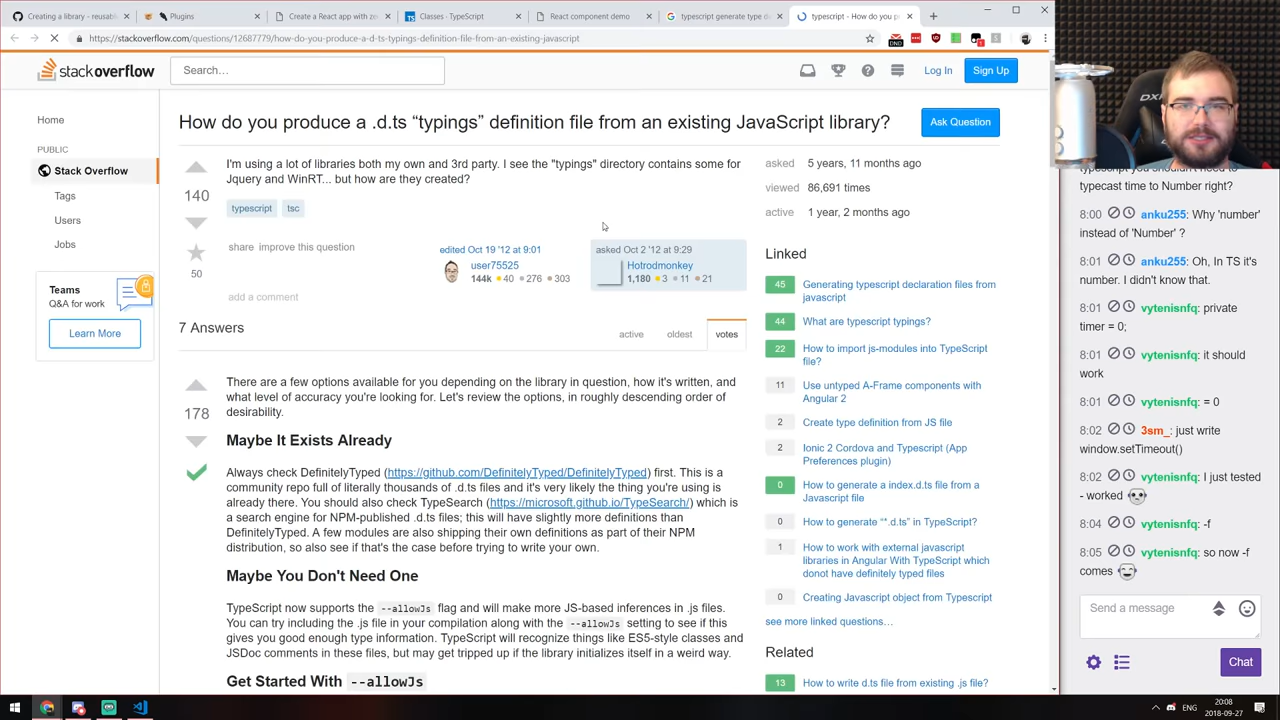 Creating a library - reusab
Plugins
Create a React app with ze
Classes · TypeScript
React component demo
typescript generate type de
typescript - How do you p
https://stackoverflow.com/questions/12687779/how-do-you-produce-a-d-ts-typings-definition-file-from-an-existing-javascript
DND
1
stackoverflow
Search...
Log In
Sign Up
Home
PUBLIC
Stack Overflow
Tags
Users
Jobs
Teams
Q&A for work
Learn More
How do you produce a .d.ts “typings” definition file from an existing JavaScript library?
Ask Question
140
50
I'm using a lot of libraries both my own and 3rd party. I see the "typings" directory contains some for
Jquery and WinRT... but how are they created?
typescript tsc
share improve this question
edited Oct 19 '12 at 9:01
user75525
144k 40 276 303
asked Oct 2 '12 at 9:29
Hotrodmonkey
1,180 3 11 21
add a comment
7 Answers
active
oldest
votes
178
There are a few options available for you depending on the library in question, how it's written, and
what level of accuracy you're looking for. Let's review the options, in roughly descending order of
desirability.
Maybe It Exists Already
Always check DefinitelyTyped (https://github.com/DefinitelyTyped/DefinitelyTyped) first. This is a
community repo full of literally thousands of .d.ts files and it's very likely the thing you're using is
already there. You should also check TypeSearch (https://microsoft.github.io/TypeSearch/) which is
a search engine for NPM-published .d.ts files; this will have slightly more definitions than
DefinitelyTyped. A few modules are also shipping their own definitions as part of their NPM
distribution, so also see if that's the case before trying to write your own.
Maybe You Don't Need One
TypeScript now supports the --allowJs flag and will make more JS-based inferences in .js files.
You can try including the .js file in your compilation along with the --allowJs setting to see if this
gives you good enough type information. TypeScript will recognize things like ES5-style classes and
JSDoc comments in these files, but may get tripped up if the library initializes itself in a weird way.
Get Started With --allowJs
asked 5 years, 11 months ago
viewed 86,691 times
active 1 year, 2 months ago
Linked
45 Generating typescript declaration files from
javascript
44 What are typescript typings?
22 How to import js-modules into TypeScript
file?
11 Use untyped A-Frame components with
Angular 2
2 Create type definition from JS file
2 Ionic 2 Cordova and Typescript (App
Preferences plugin)
0 How to generate a index.d.ts file from a
Javascript file
0 How to generate “*.d.ts” in TypeScript?
1 How to work with external javascript
libraries in Angular With TypeScript which
donot have definitely typed files
0 Creating Javascript object from Typescript
see more linked questions…
Related
13 How to write d.ts file from existing .js file?
DX
typescript you shouldn't need to
typecast time to Number right?
8:00 anku255: Why 'number'
instead of 'Number' ?
8:01 anku255: Oh, In TS it's
number. I didn't know that.
8:01 vytenisnfq: private
timer = 0;
8:01 vytenisnfq: it should
work
8:01 vytenisnfq: = 0
8:02 3sm_: just write
window.setTimeout()
8:02 vytenisnfq: I just tested
- worked
8:04 vytenisnfq: -f
8:05 vytenisnfq: so now -f
comes
Send a message
Chat
ENG
20:08
2018-09-27